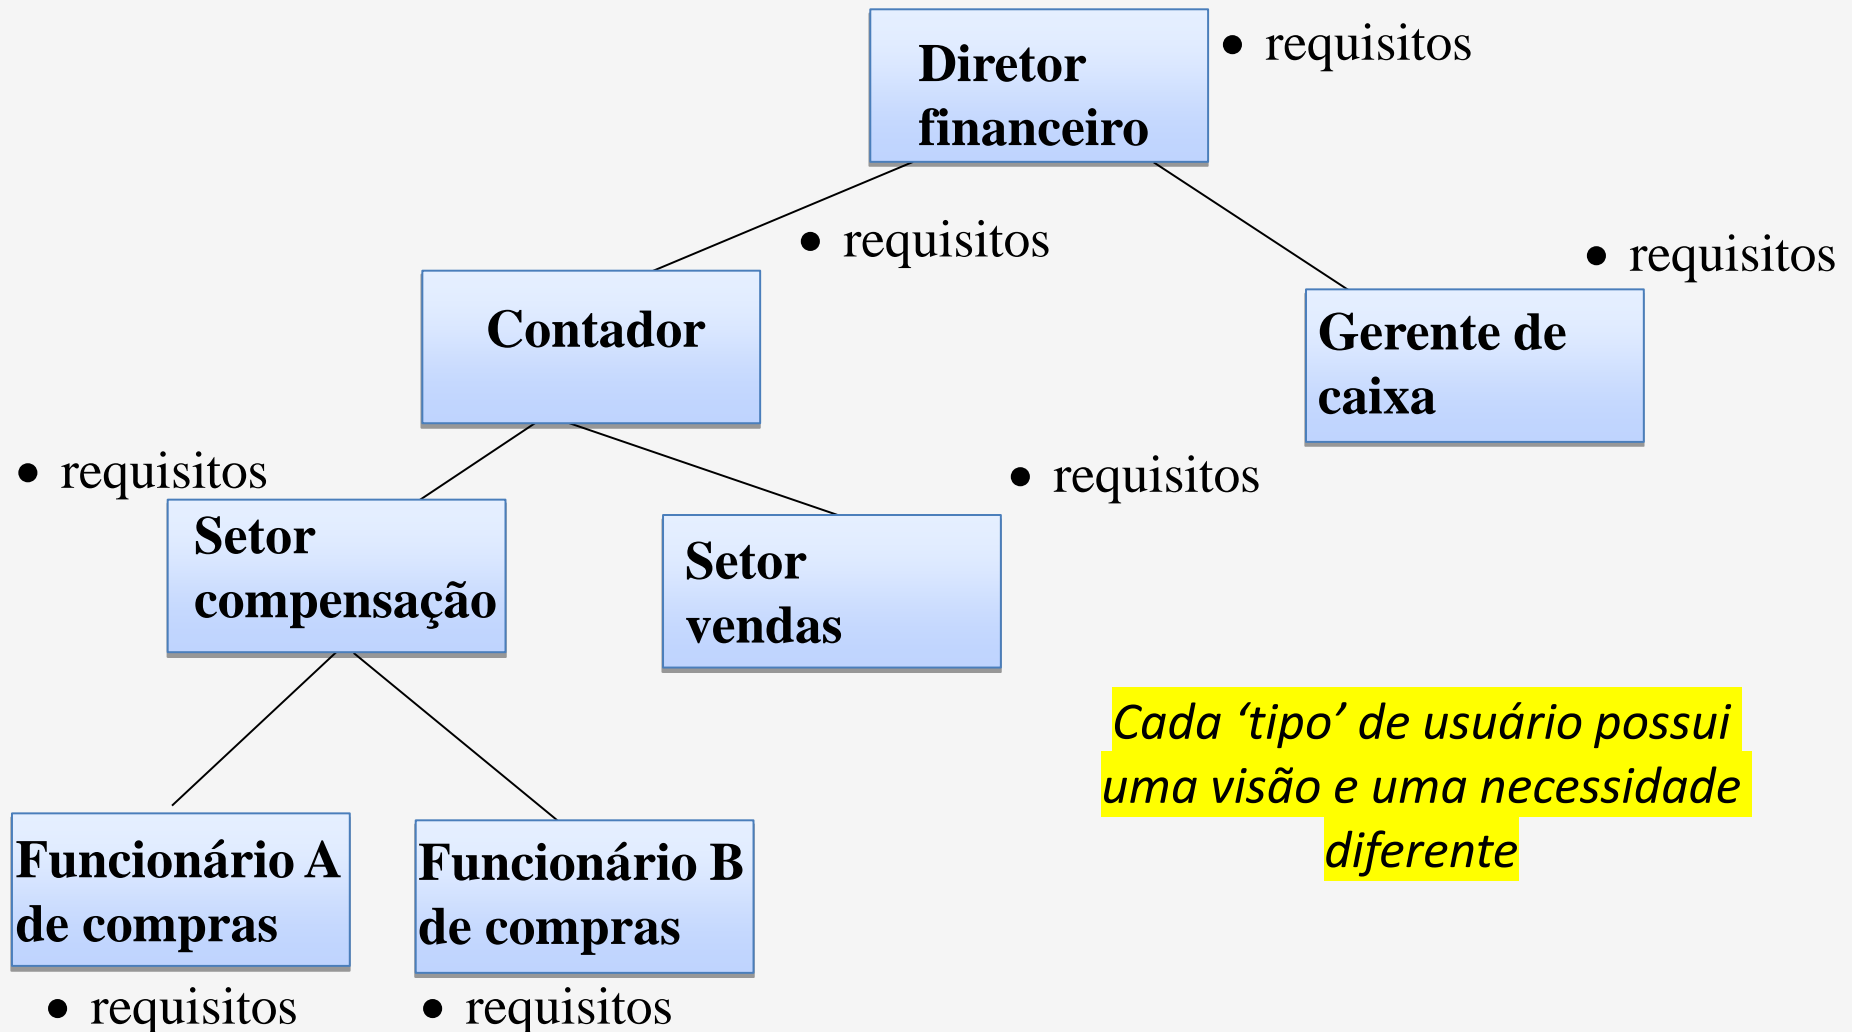 Diretor
financeiro
• requisitos
• requisitos
• requisitos
Contador
Gerente de
caixa
• requisitos
• requisitos
Setor
compensação
Setor
vendas
Cada ‘tipo’ de usuário possui
uma visão e uma necessidade
diferente
Funcionário A
de compras
Funcionário B
de compras
• requisitos
• requisitos